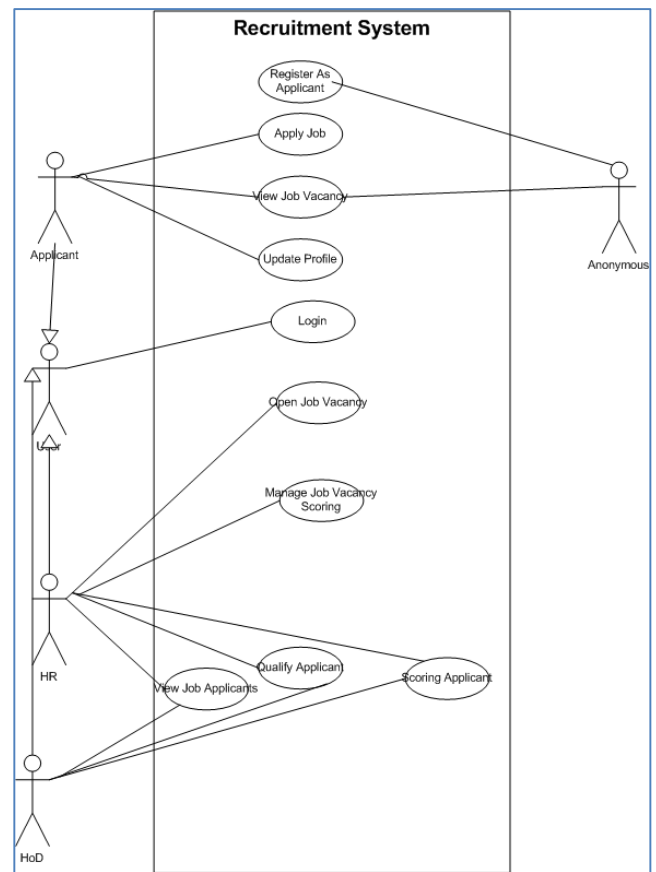 Recruitment System
Register As
Applicant
Apply Job
View Job Vacancy
Applicant
Anonymous
Update Profile
Login
Open Job Vacancy
User
Manage Job Vacancy
Scoring
Qualify Applicant
HR
View Job Applicants
Scoring Applicant
HoD